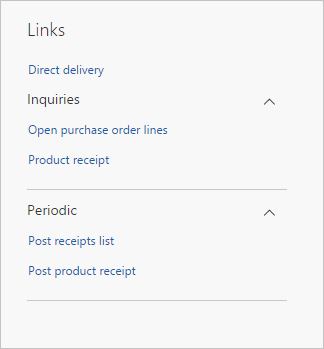 Links
Direct delivery
Inquiries
Open purchase order lines
Product receipt
Periodic
Post receipts list
Post product receipt